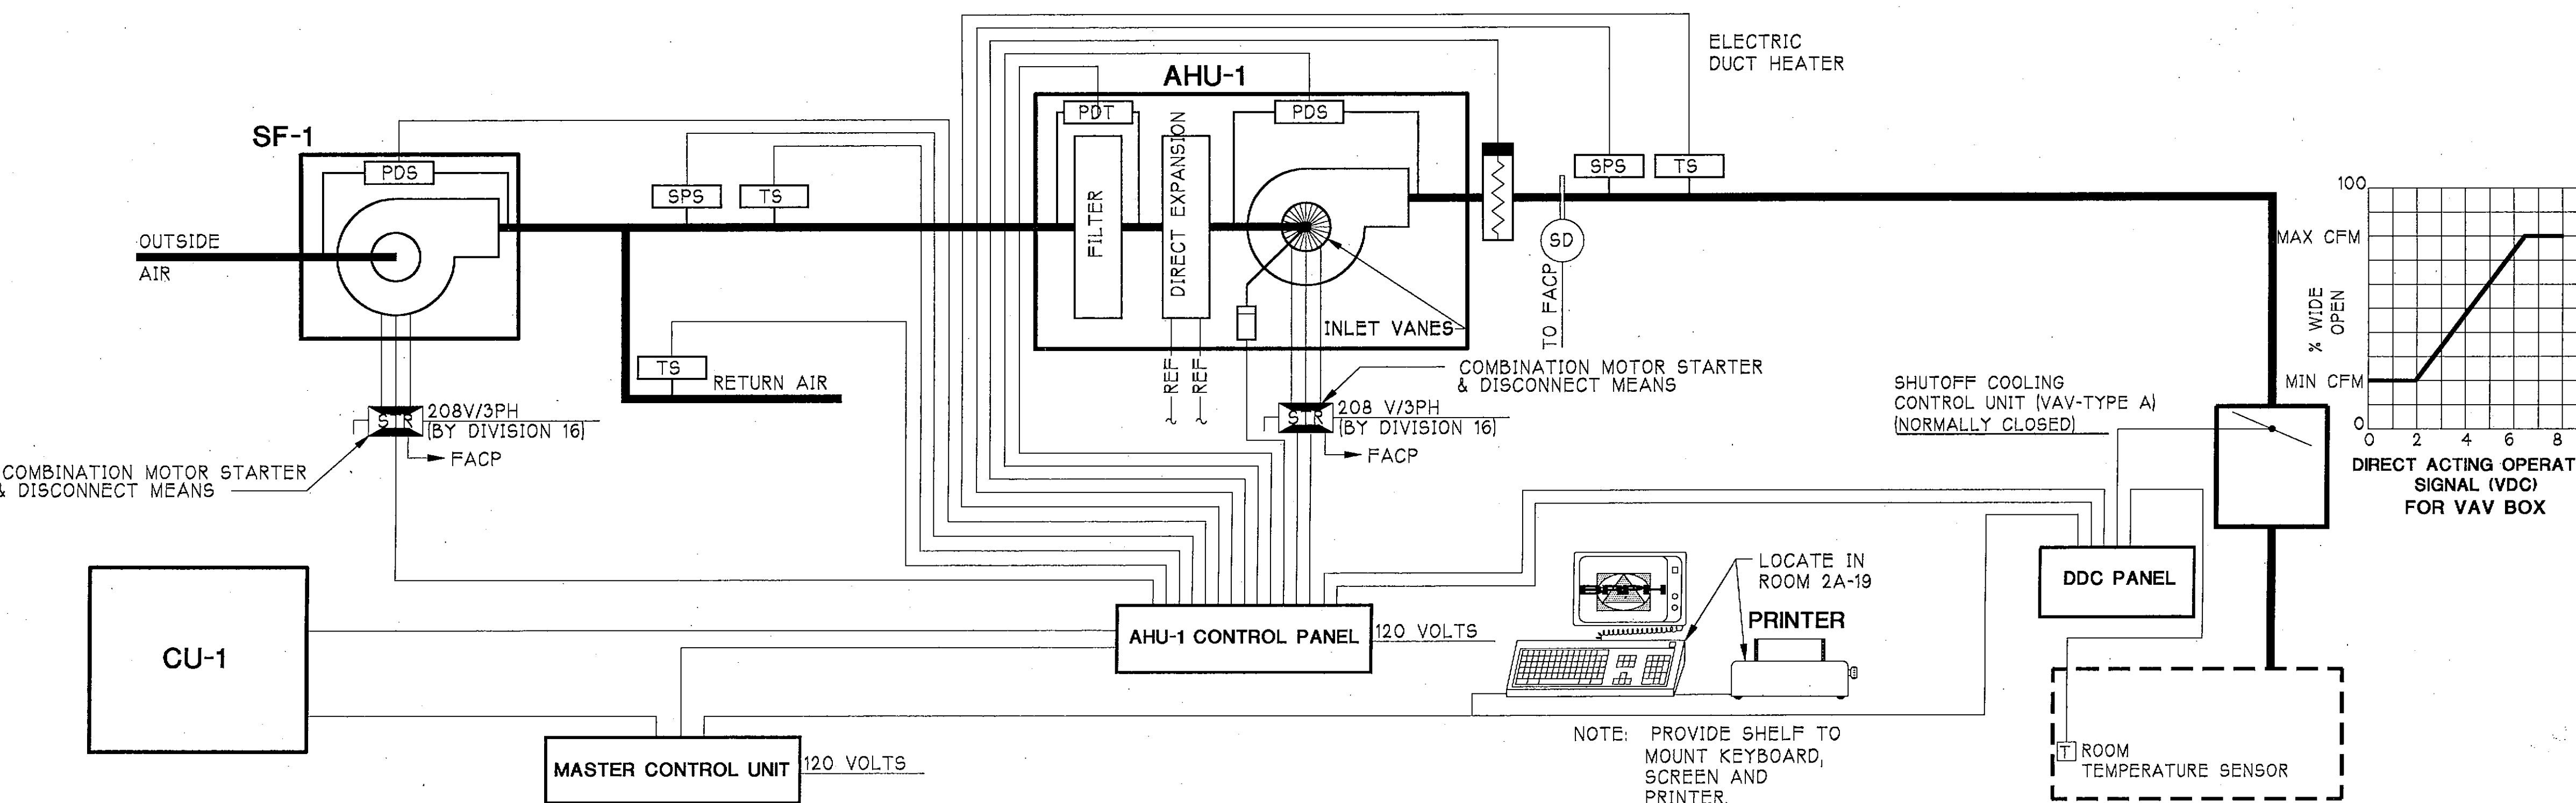 ELECTRIC
DUCT HEATER
AHU-1
SF-1
PDS
SPS
TS
PDT
FILTER
DIRECT EXPANSION
PDS
SPS
TS
SD
TO FACP
OUTSIDE
AIR
TS
RETURN AIR
INLET VANES
REF
REF
COMBINATION MOTOR STARTER
& DISCONNECT MEANS
S R
208V/3PH
(BY DIVISION 16)
FACP
COMBINATION MOTOR STARTER
& DISCONNECT MEANS
S R
208 V/3PH
(BY DIVISION 16)
FACP
SHUTOFF COOLING
CONTROL UNIT (VAV-TYPE A)
(NORMALLY CLOSED)
100
MAX CFM
% WIDE
OPEN
MIN CFM
0
0 2 4 6 8
DIRECT ACTING OPERAT
SIGNAL (VDC)
FOR VAV BOX
CU-1
AHU-1 CONTROL PANEL
120 VOLTS
MASTER CONTROL UNIT
120 VOLTS
LOCATE IN
ROOM 2A-19
PRINTER
NOTE: PROVIDE SHELF TO
MOUNT KEYBOARD,
SCREEN AND
PRINTER.
DDC PANEL
T
ROOM
TEMPERATURE SENSOR